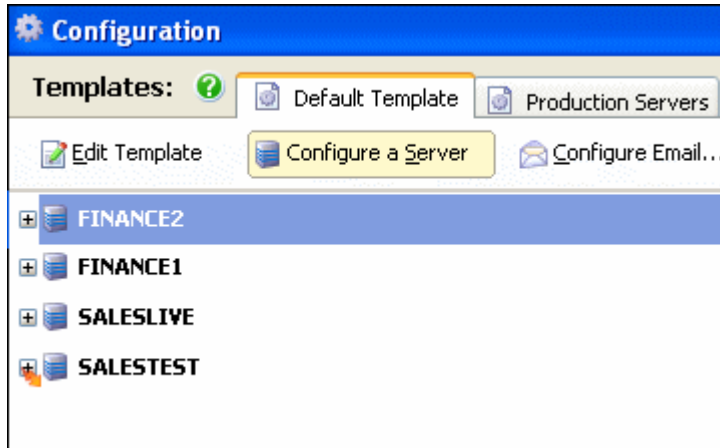 Configuration
Templates: ? Default Template Production Servers
Edit Template Configure a Server Configure Email...
FINANCE2
FINANCE1
SALESLIVE
SALESTEST